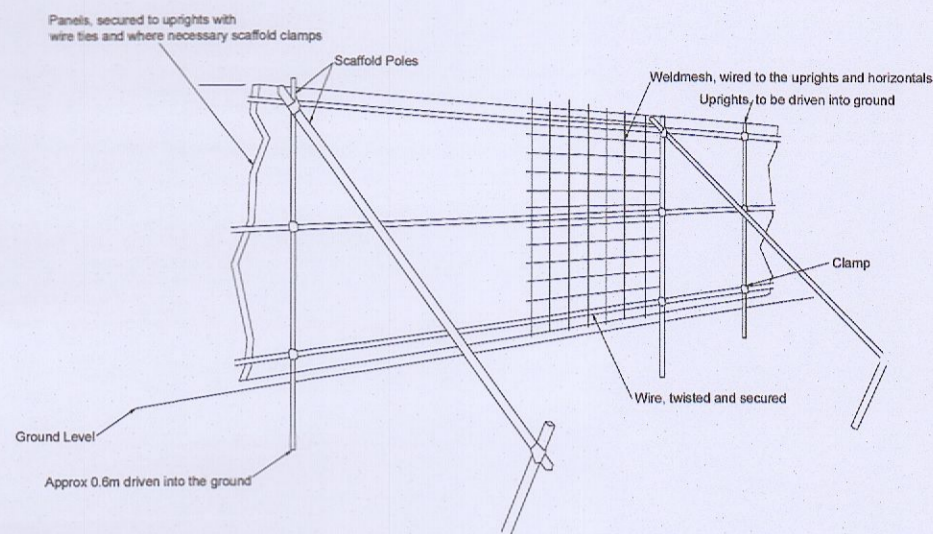 Panels, secured to uprights with
wire ties and where necessary scaffold clamps
Scaffold Poles
Weldmesh, wired to the uprights and horizontals
Uprights, to be driven into ground
Clamp
Wire, twisted and secured
Ground Level
Approx 0.6m driven into the ground